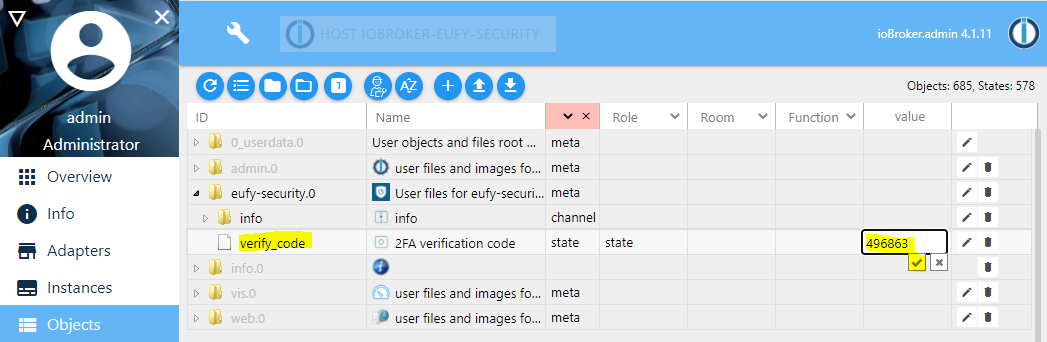 HOST IOBROKER-EUFY-SECURITY
ioBroker.admin 4.1.11
admin
Administrator
Overview
Info
Adapters
Instances
Objects
1
LCP
AZ
Objects: 685, States: 578
ID Name Role Room Function value
0_userdata.0 User objects and files root ... meta
admin.0 user files and images fo... meta
eufy-security.0 User files for eufy-securi... meta
info info channel
verify_code 2FA verification code state state 496863
info.0
vis.0 user files and images fo... meta
web.0 user files and images fo... meta